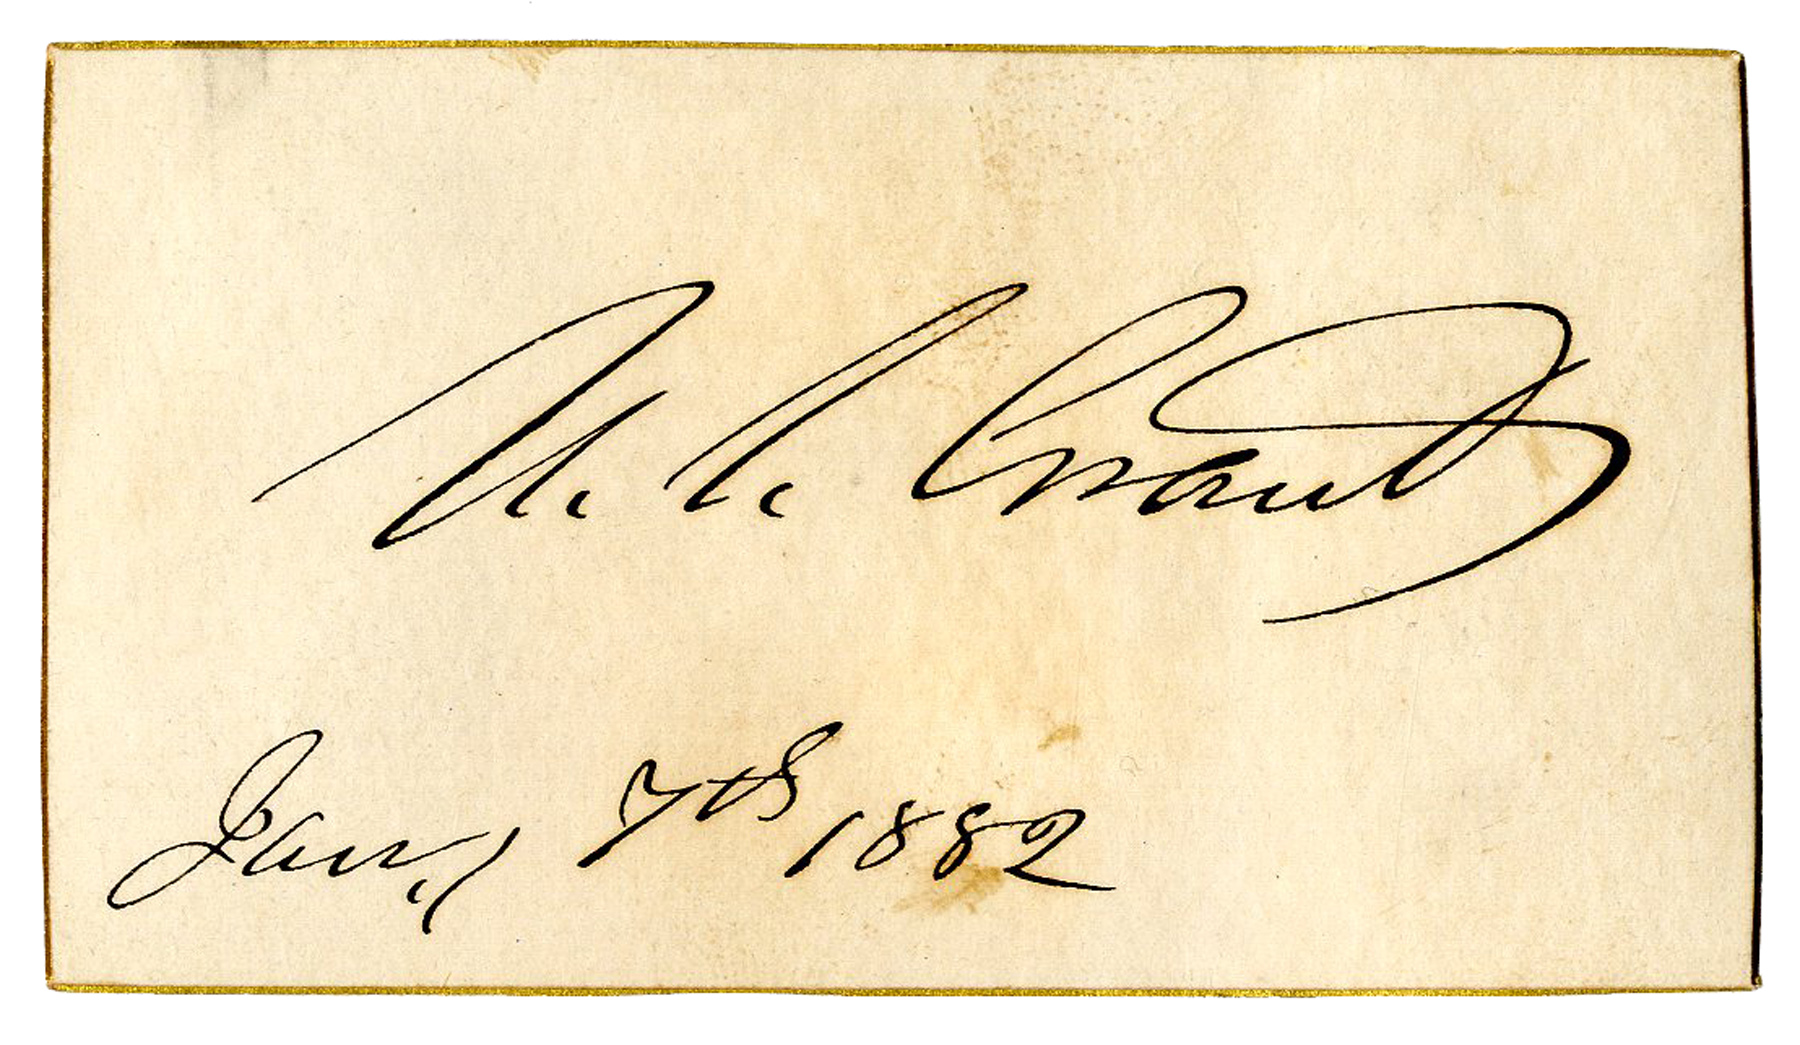 U. S. Grant
Jany 7th 1882